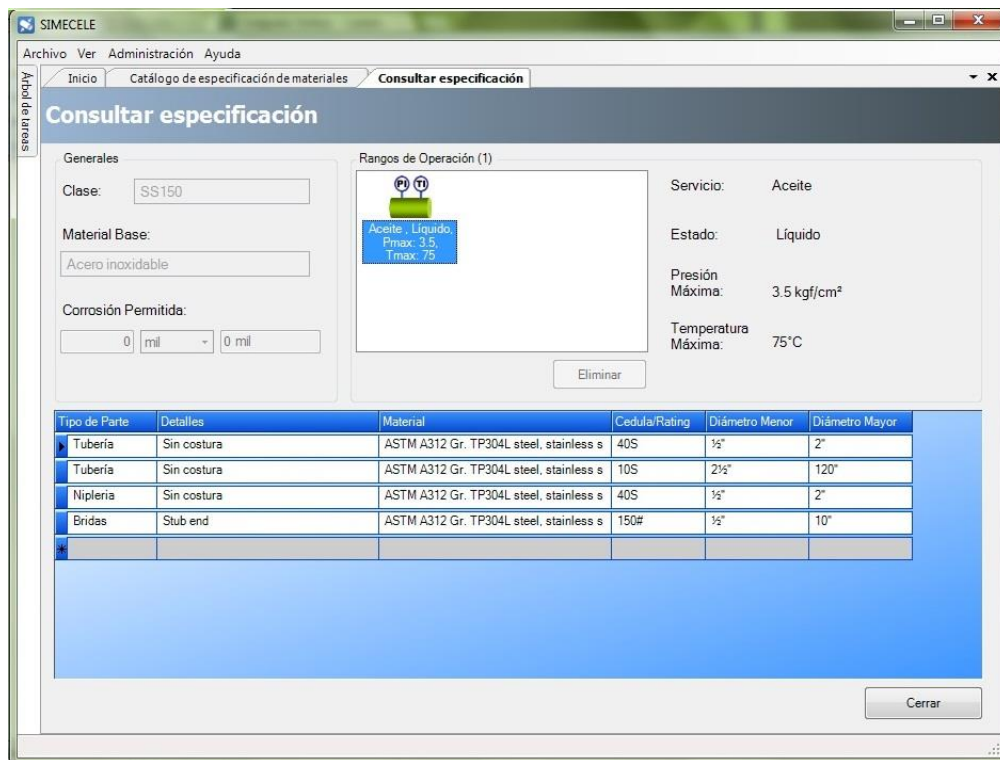 SIMECELE
Archivo Ver Administración Ayuda
Árbol de tareas
Inicio Catálogo de especificación de materiales Consultar especificación
Consultar especificación
Generales
Clase: SS150
Material Base:
Acero inoxidable
Corrosión Permitida:
0 mil 0 mil
Rangos de Operación (1)
PI TI
Aceite , Líquido,
Pmax: 3.5,
Tmax: 75
Eliminar
Servicio: Aceite
Estado: Líquido
Presión
Máxima: 3.5 kgf/cm²
Temperatura
Máxima: 75°C
Tipo de Parte Detalles Material Cedula/Rating Diámetro Menor Diámetro Mayor
Tubería Sin costura ASTM A312 Gr. TP304L steel, stainless s 40S ½" 2"
Tubería Sin costura ASTM A312 Gr. TP304L steel, stainless s 10S 2½" 120"
Nipleria Sin costura ASTM A312 Gr. TP304L steel, stainless s 40S ½" 2"
Bridas Stub end ASTM A312 Gr. TP304L steel, stainless s 150# ½" 10"
Cerrar